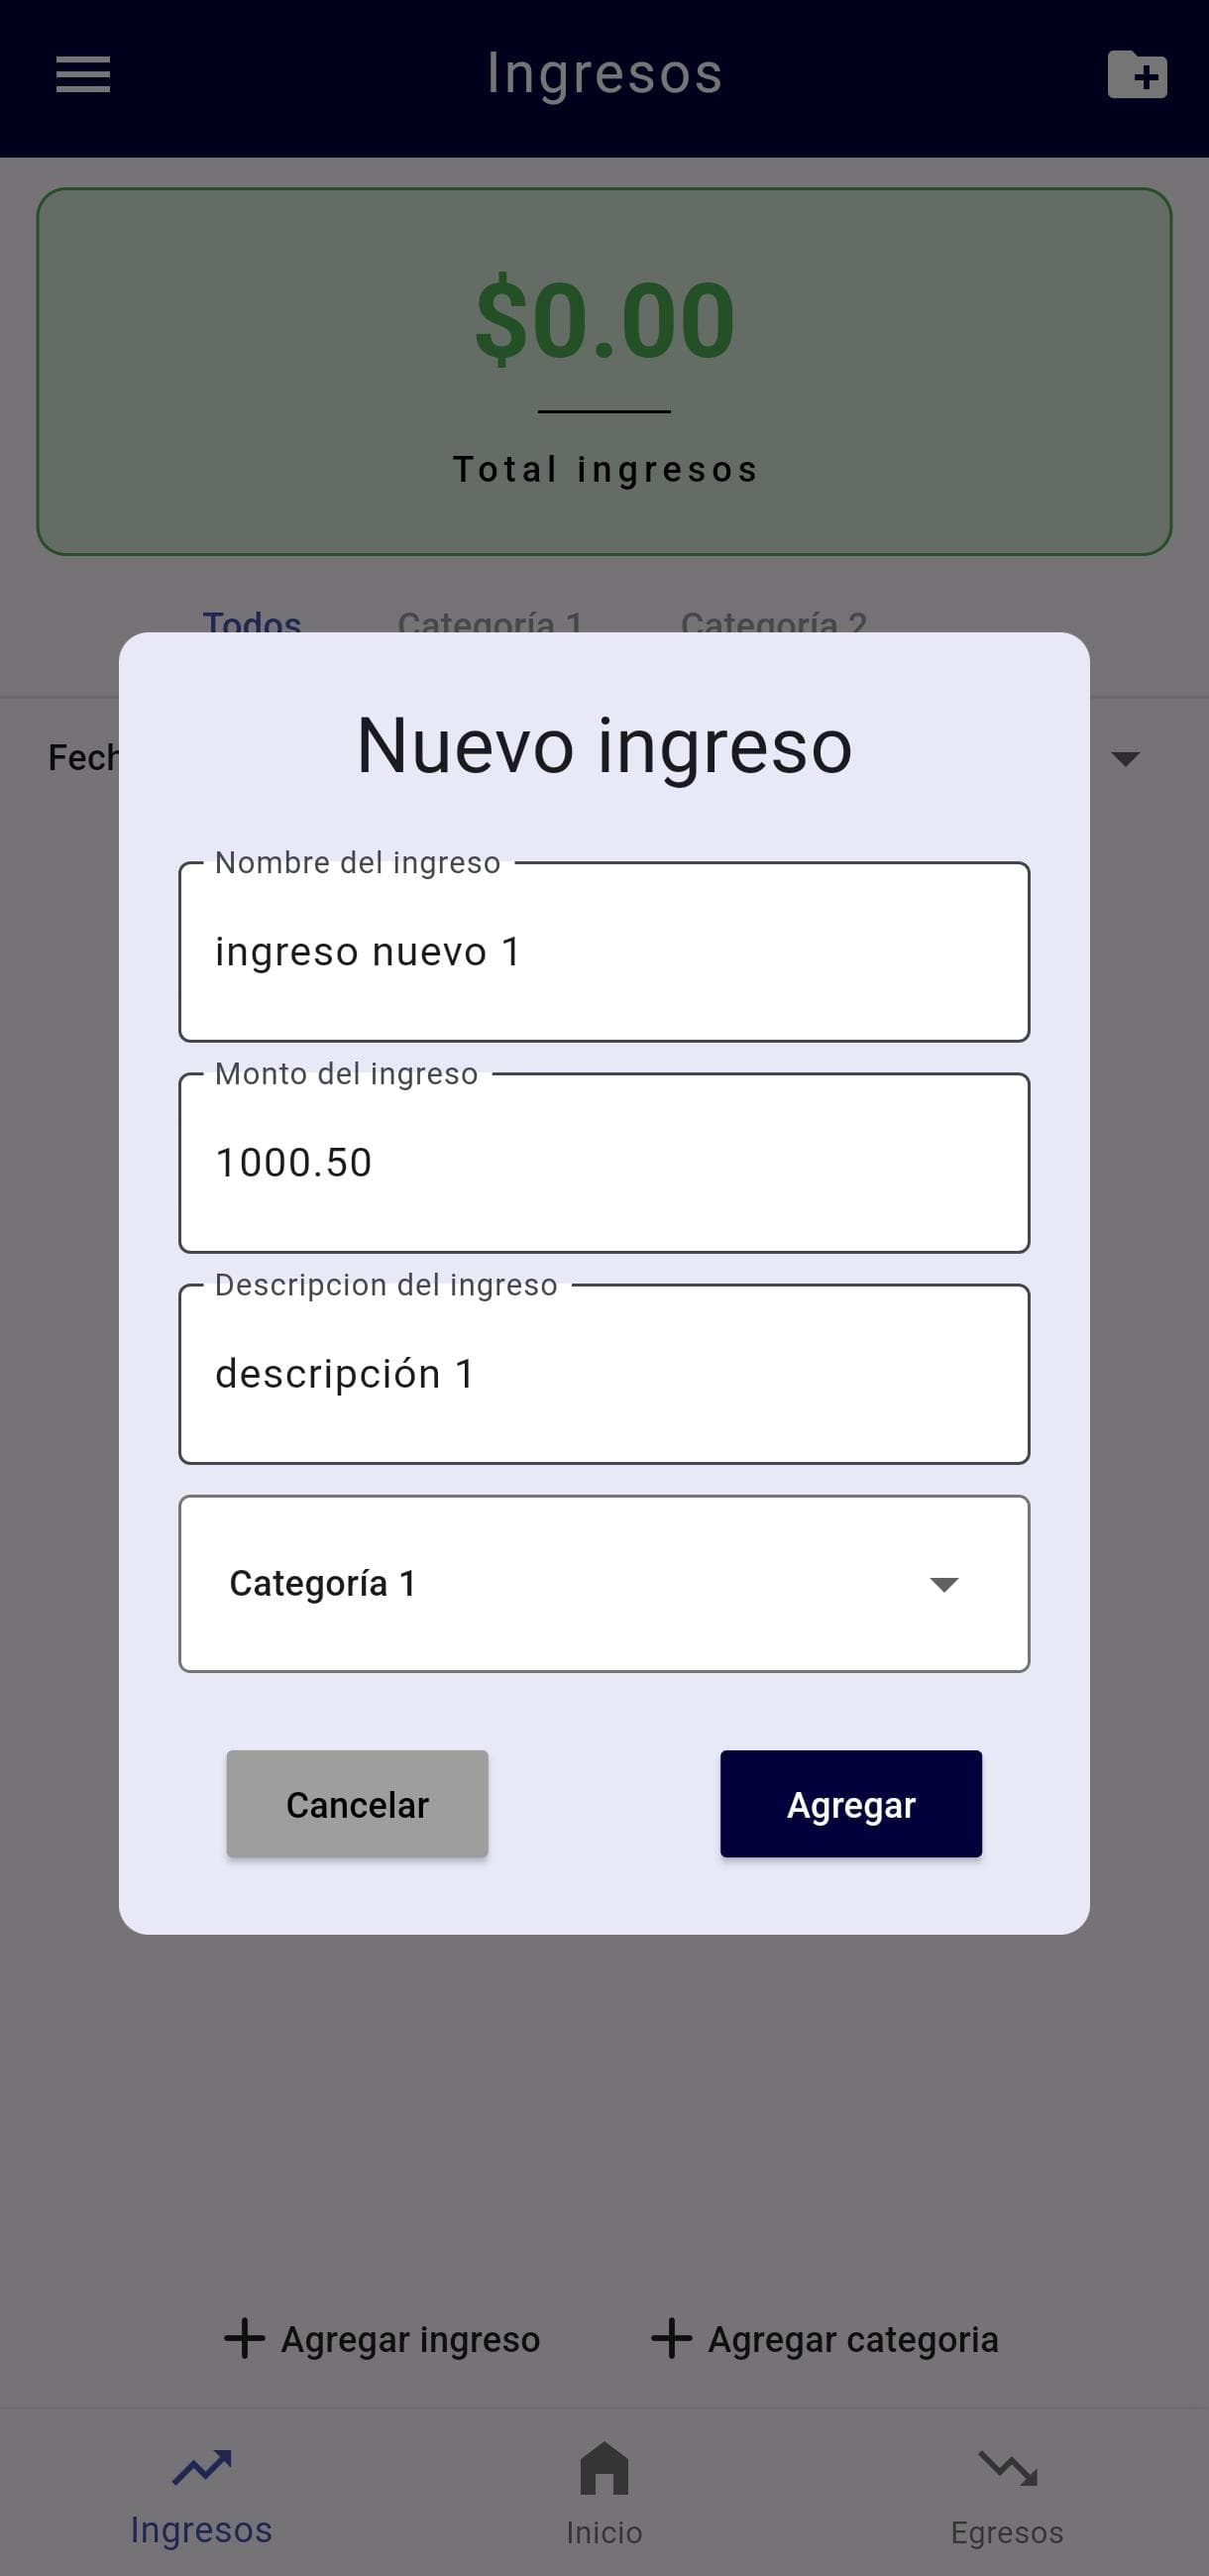 Ingresos
$0.00
Total ingresos
Todos Categoría 1 Categoría 2
Nuevo ingreso
Fech
Nombre del ingreso
ingreso nuevo 1
Monto del ingreso
1000.50
Descripcion del ingreso
descripción 1
Categoría 1
Cancelar Agregar
Agregar ingreso Agregar categoria
Ingresos Inicio Egresos